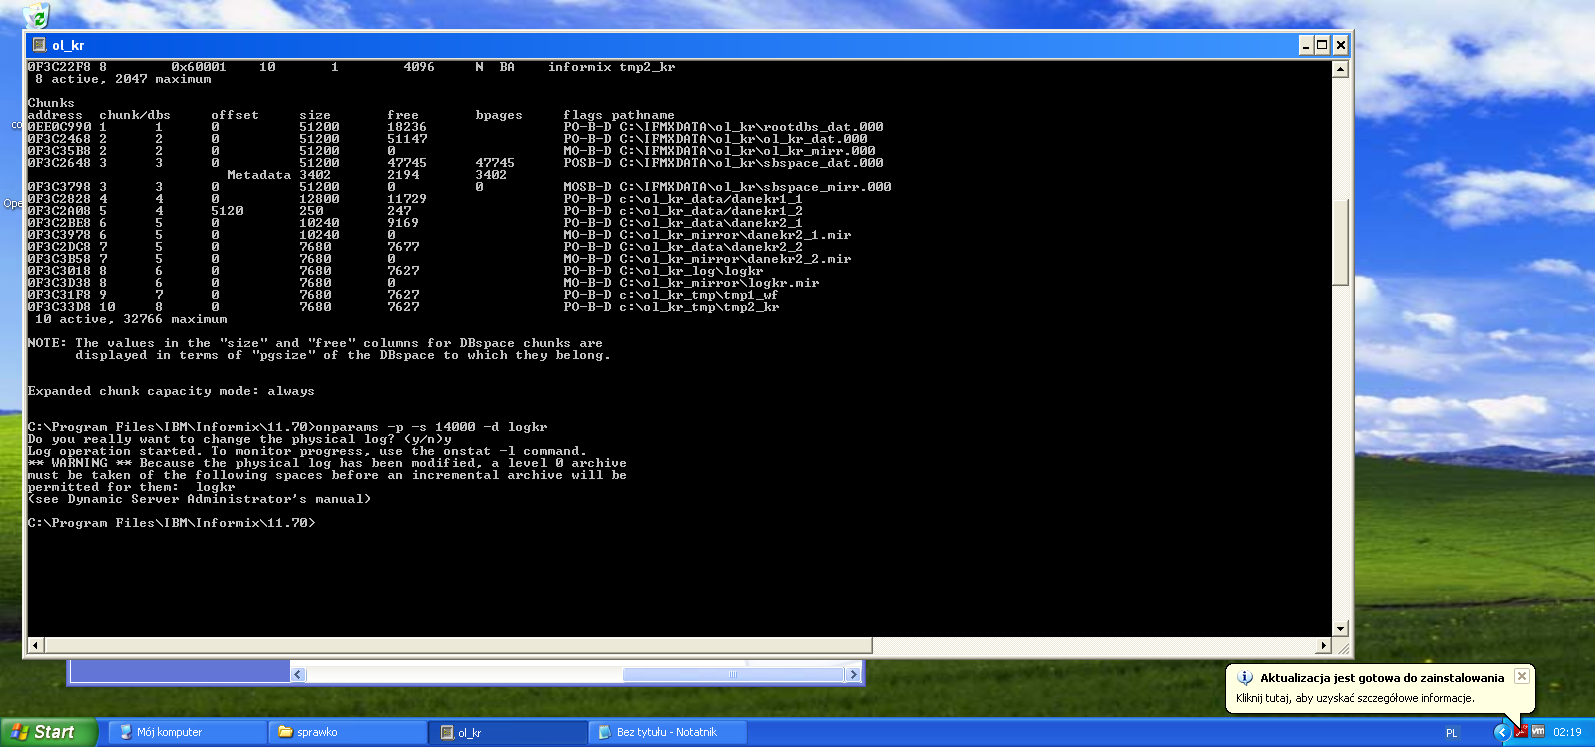 ol_kr
0F3C22F8 8 0x60001 10 1 4096 N BA informix tmp2_kr
8 active, 2047 maximum
Chunks
address chunk/dbs offset size free bpages flags pathname
0EE0C990 1 1 0 51200 18236 PO-B-D C:\IFMXDATA\ol_kr\rootdbs_dat.000
0F3C2468 2 2 0 51200 51147 PO-B-D C:\IFMXDATA\ol_kr\ol_kr_dat.000
0F3C35B8 2 2 0 51200 0 MO-B-D C:\IFMXDATA\ol_kr\ol_kr_mirr.000
0F3C2648 3 3 0 51200 47745 47745 POSB-D C:\IFMXDATA\ol_kr\sbspace_dat.000
Metadata 3402 2194 3402
0F3C3798 3 3 0 51200 0 0 MOSB-D C:\IFMXDATA\ol_kr\sbspace_mirr.000
0F3C2828 4 4 0 12800 11729 PO-B-D c:\ol_kr_data/danekr1_1
0F3C2A08 5 4 5120 250 247 PO-B-D c:\ol_kr_data/danekr1_2
0F3C2BE8 6 5 0 10240 9169 PO-B-D C:\ol_kr_data\danekr2_1
0F3C3978 6 5 0 10240 0 MO-B-D C:\ol_kr_mirror\danekr2_1.mir
0F3C2DC8 7 5 0 7680 7677 PO-B-D C:\ol_kr_data\danekr2_2
0F3C3B58 7 5 0 7680 0 MO-B-D C:\ol_kr_mirror\danekr2_2.mir
0F3C3018 8 6 0 7680 7627 PO-B-D C:\ol_kr_log\logkr
0F3C3D38 8 6 0 7680 0 MO-B-D C:\ol_kr_mirror\logkr.mir
0F3C31F8 9 7 0 7680 7627 PO-B-D c:\ol_kr_tmp\tmp1_wf
0F3C33D8 10 8 0 7680 7627 PO-B-D c:\ol_kr_tmp\tmp2_kr
10 active, 32766 maximum
NOTE: The values in the "size" and "free" columns for DBspace chunks are
displayed in terms of "pgsize" of the DBspace to which they belong.
Expanded chunk capacity mode: always
C:\Program Files\IBM\Informix\11.70>onparams -p -s 14000 -d logkr
Do you really want to change the physical log? (y/n)y
Log operation started. To monitor progress, use the onstat -l command.
** WARNING ** Because the physical log has been modified, a level 0 archive
must be taken of the following spaces before an incremental archive will be
permitted for them: logkr
(see Dynamic Server Administrator's manual)
C:\Program Files\IBM\Informix\11.70>
co
Ope
Aktualizacja jest gotowa do zainstalowania
Kliknij tutaj, aby uzyskać szczegółowe informacje.
Start
Mój komputer
sprawko
ol_kr
Bez tytułu - Notatnik
PL
vm
02:19